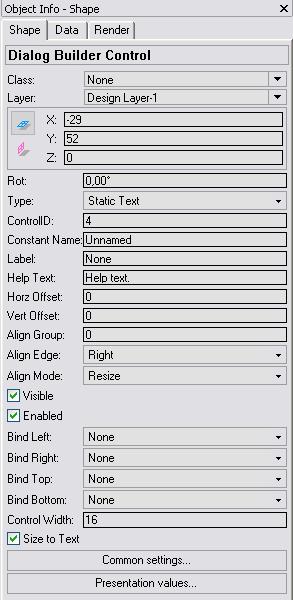 Object Info - Shape
Shape Data Render
Dialog Builder Control
Class: None
Layer: Design Layer-1
X: -29
Y: 52
Z: 0
Rot: 0,00°
Type: Static Text
ControlID: 4
Constant Name: Unnamed
Label: None
Help Text: Help text.
Horz Offset: 0
Vert Offset: 0
Align Group: 0
Align Edge: Right
Align Mode: Resize
Visible
Enabled
Bind Left: None
Bind Right: None
Bind Top: None
Bind Bottom: None
Control Width: 16
Size to Text
Common settings...
Presentation values...